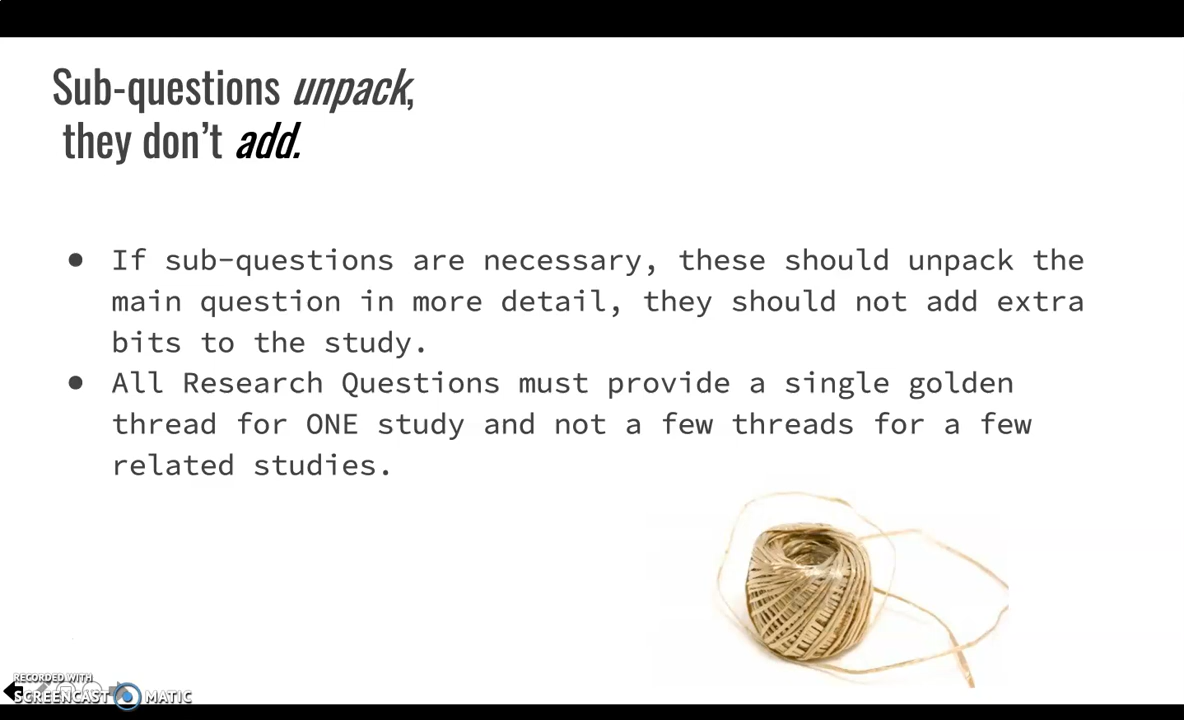 Sub-questions unpack,
they don't add.
● If sub-questions are necessary, these should unpack the
main question in more detail, they should not add extra
bits to the study.
● All Research Questions must provide a single golden
thread for ONE study and not a few threads for a few
related studies.
RECORDED WITH
SCREENCAST MATIC